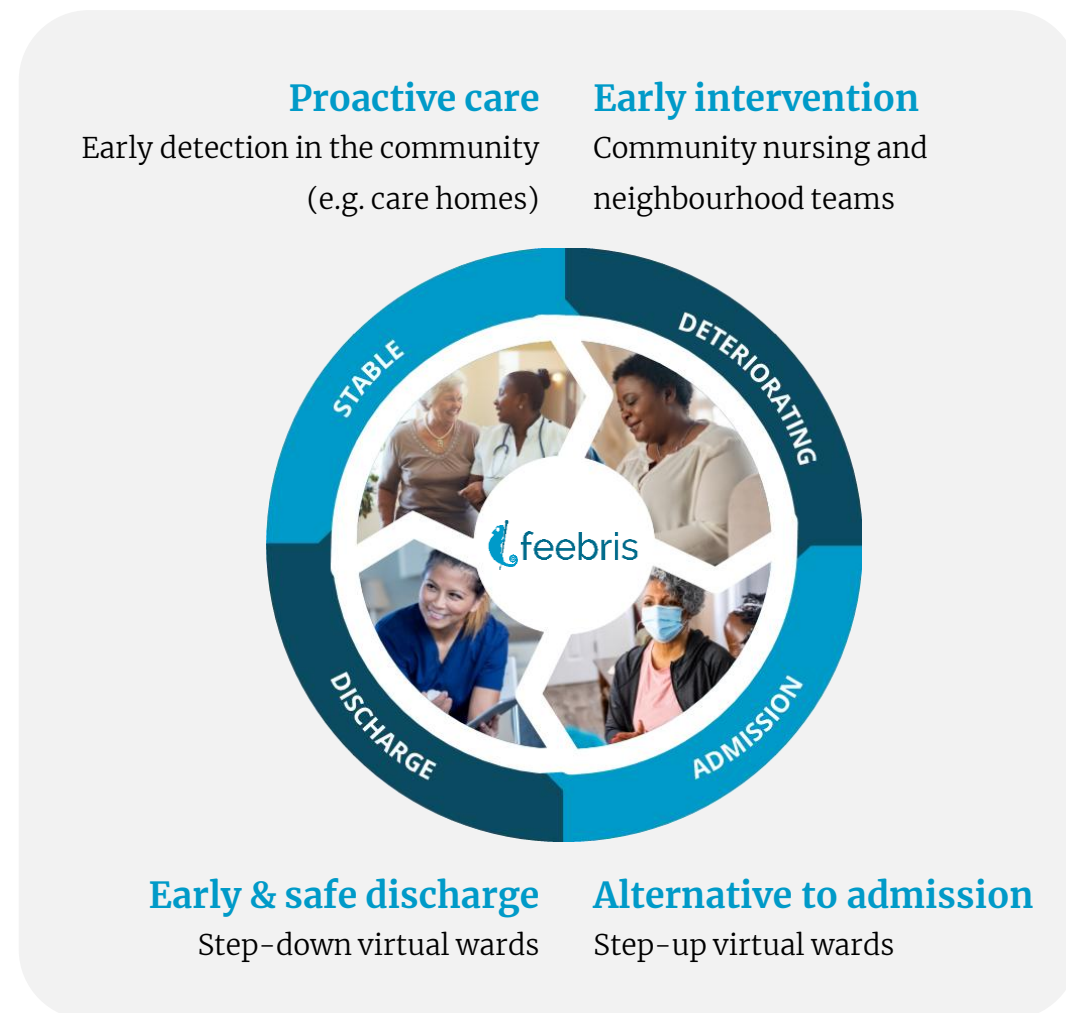 Proactive care
Early detection in the community
(e.g. care homes)
Early intervention
Community nursing and
neighbourhood teams
STABLE
DETERIORATING
feebris
DISCHARGE
ADMISSION
Early & safe discharge
Step-down virtual wards
Alternative to admission
Step-up virtual wards